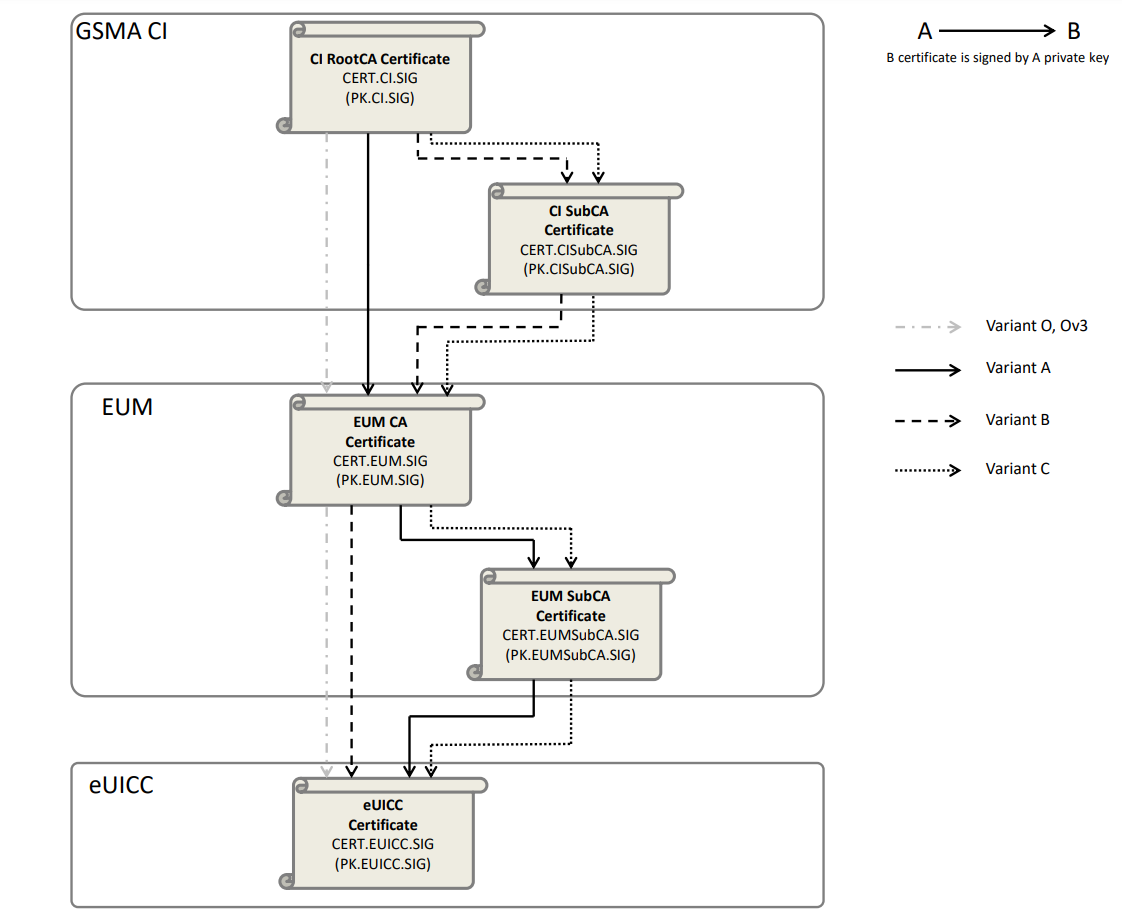 GSMA CI
A B
B certificate is signed by A private key
CI RootCA Certificate
CERT.CI.SIG
(PK.CI.SIG)
CI SubCA
Certificate
CERT.CISubCA.SIG
(PK.CISubCA.SIG)
Variant O, Ov3
Variant A
Variant B
Variant C
EUM
EUM CA
Certificate
CERT.EUM.SIG
(PK.EUM.SIG)
EUM SubCA
Certificate
CERT.EUMSubCA.SIG
(PK.EUMSubCA.SIG)
eUICC
eUICC
Certificate
CERT.EUICC.SIG
(PK.EUICC.SIG)